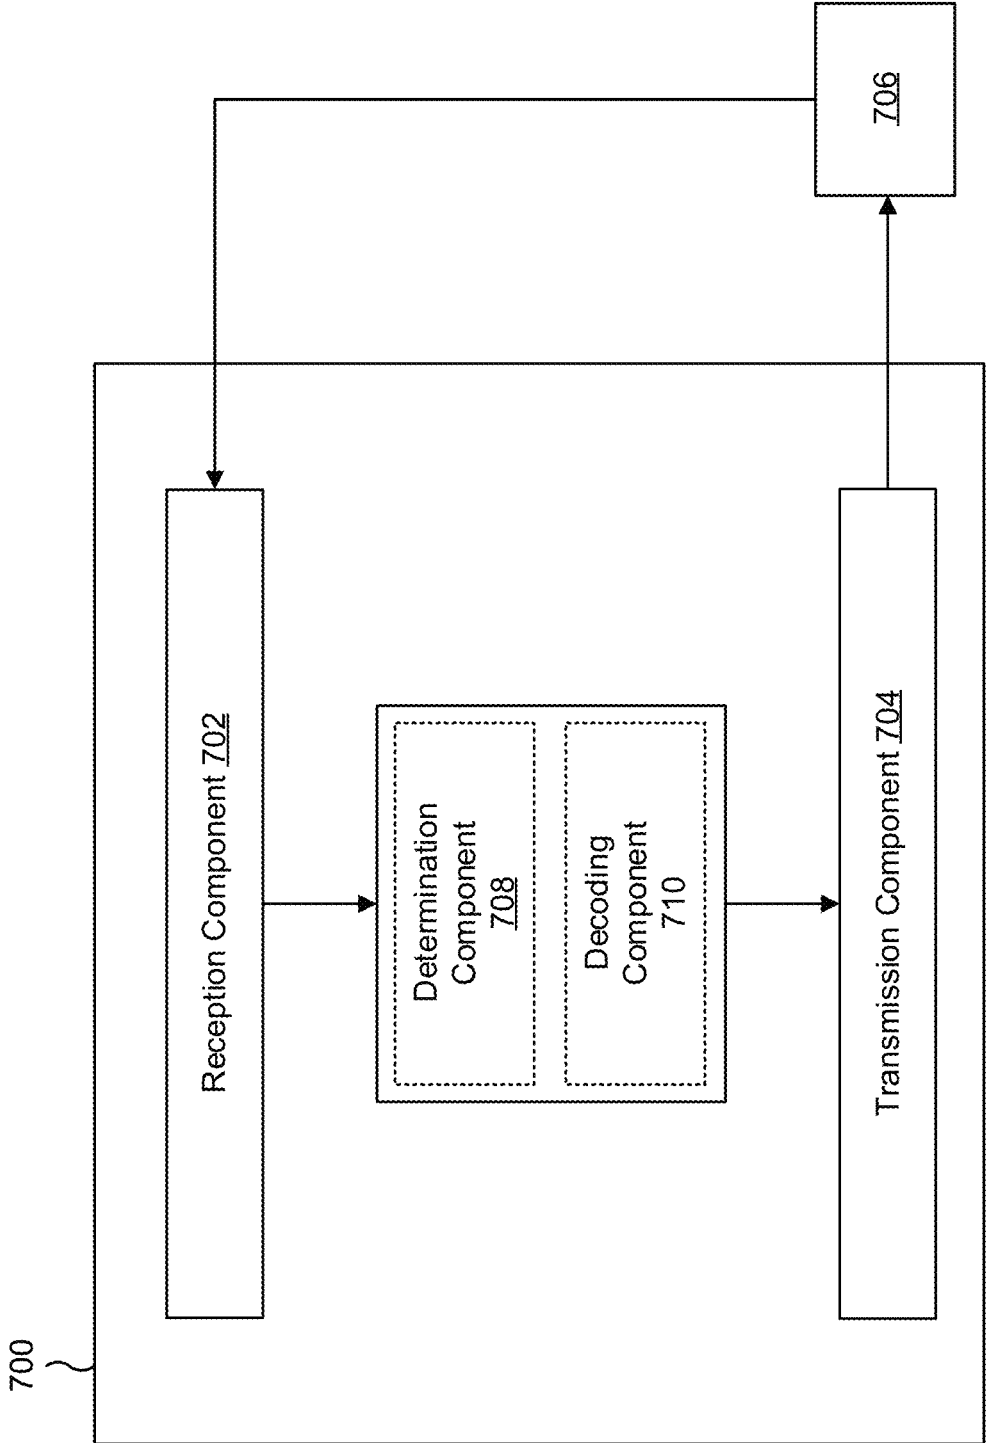 700
Reception Component 702
Determination
Component
708
Decoding
Component
710
Transmission Component 704
706